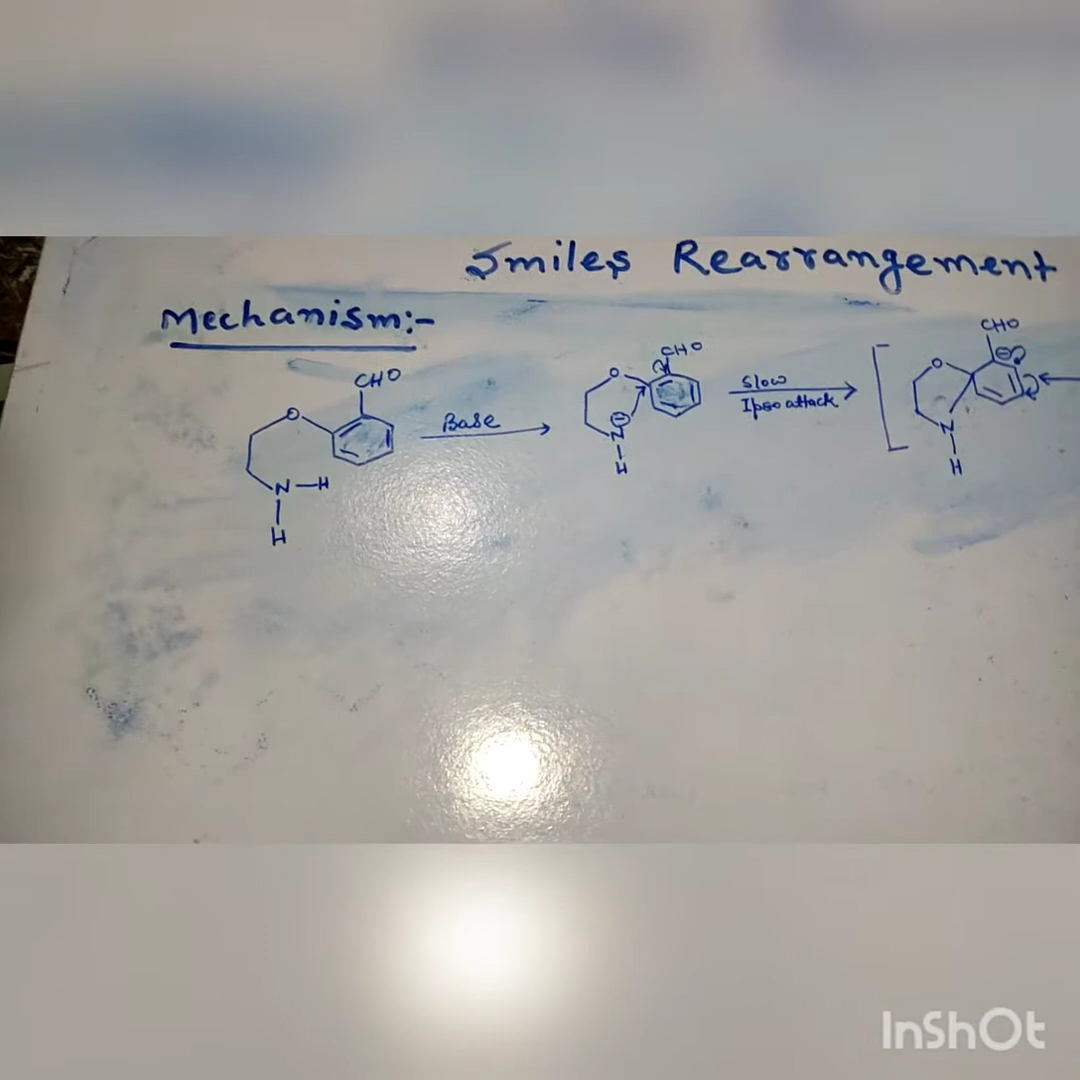 Smiles Rearrangement
Mechanism:-
CHO
O
N-H
H
Base
CHO
O
⊖
N
H
Slow
Ipso attack
CHO
⊖
O
N
H
InShOt